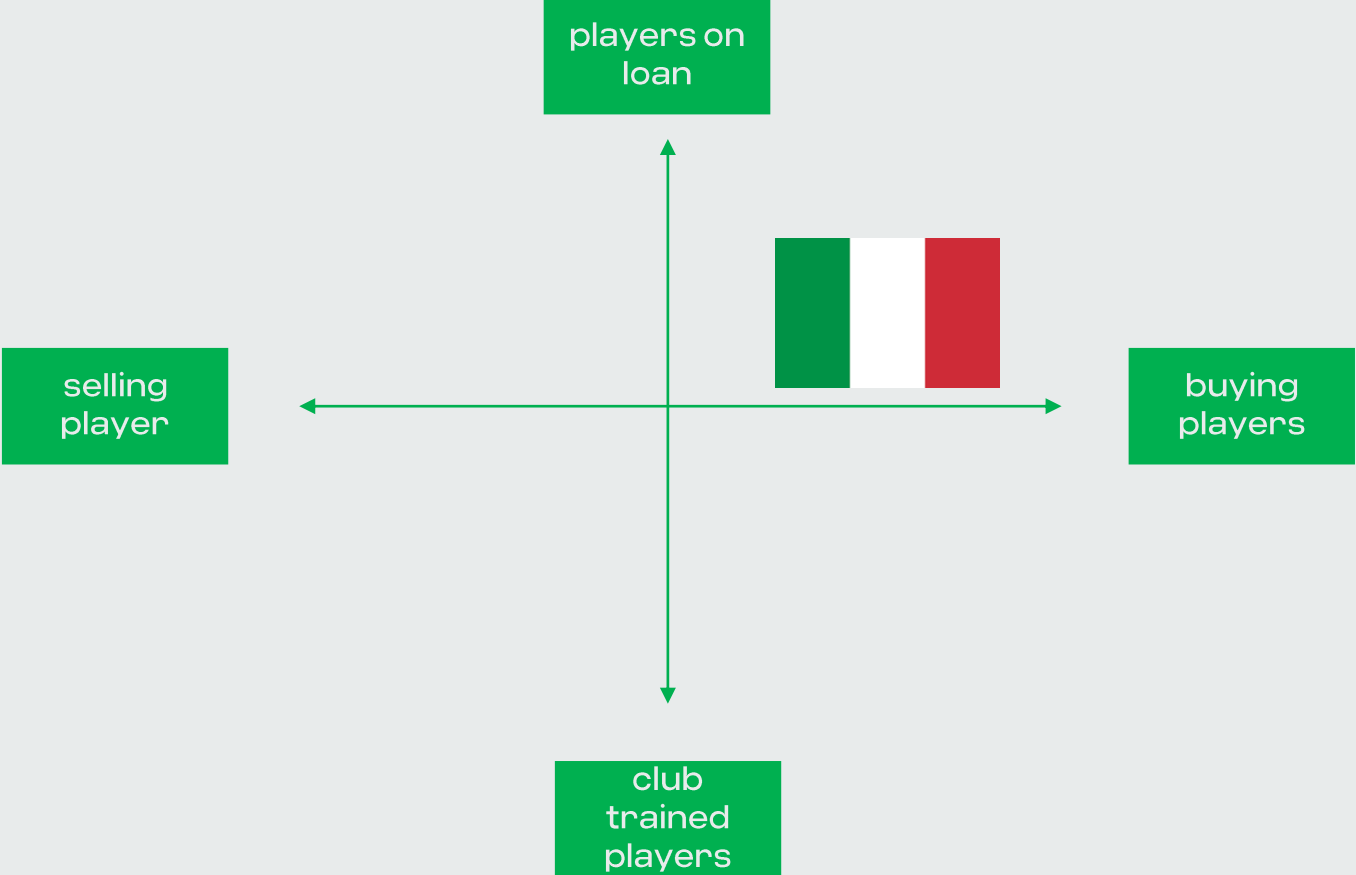 players on
loan
selling
player
buying
players
club
trained
players